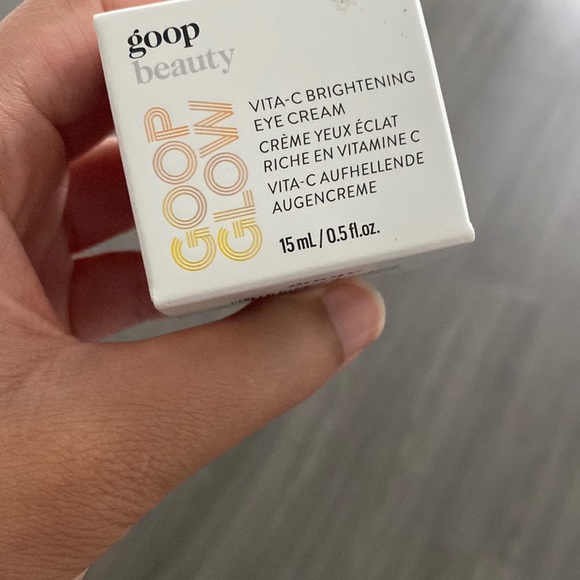 goop
beauty
GOOP
GLOW
VITA-C BRIGHTENING
EYE CREAM
CRÈME YEUX ÉCLAT
RICHE EN VITAMINE C
VITA-C AUFHELLENDE
AUGENCREME
15 mL / 0.5 fl.oz.